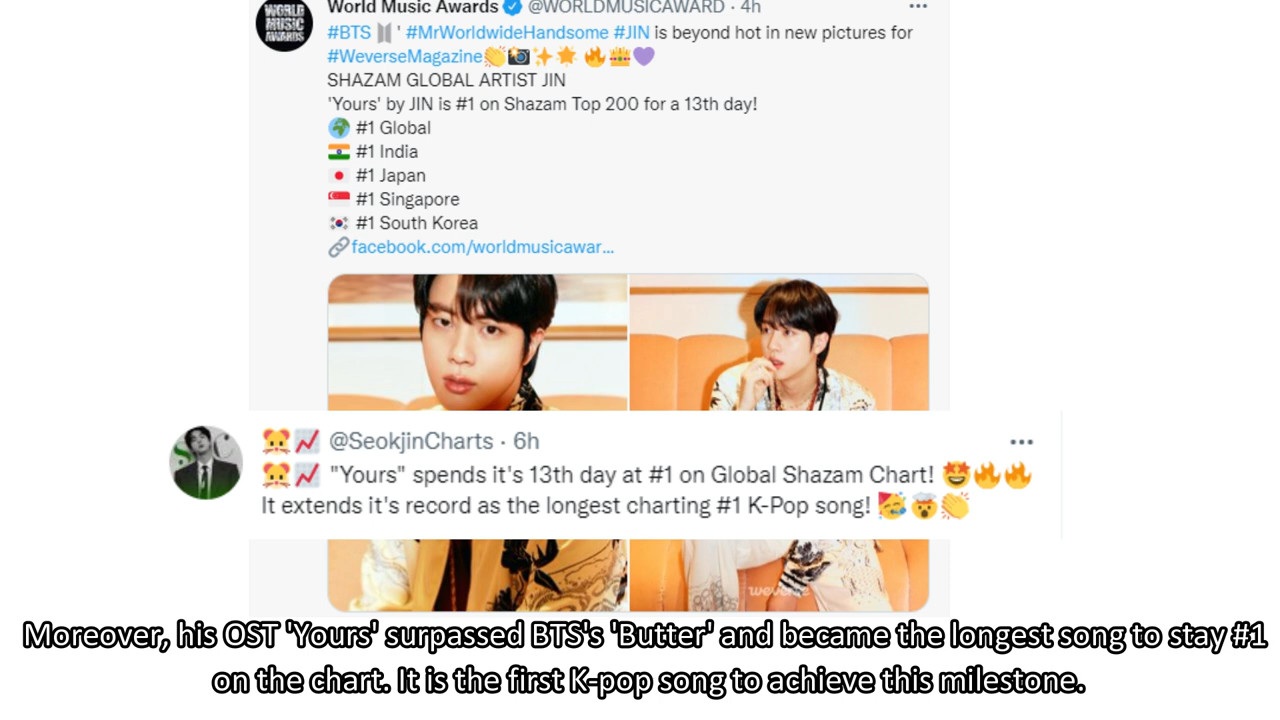 WORLD MUSIC AWARDS
World Music Awards @WORLDMUSICAWARD · 4h
#BTS ' #MrWorldwideHandsome #JIN is beyond hot in new pictures for
#WeverseMagazine👏📸✨🌟🔥👑💜
SHAZAM GLOBAL ARTIST JIN
'Yours' by JIN is #1 on Shazam Top 200 for a 13th day!
🌍 #1 Global
🇮🇳 #1 India
🇯🇵 #1 Japan
🇸🇬 #1 Singapore
🇰🇷 #1 South Korea
🔗facebook.com/worldmusicawar...
🐹📈 @SeokjinCharts · 6h
🐹📈 "Yours" spends it's 13th day at #1 on Global Shazam Chart! 🤩🔥🔥
It extends it's record as the longest charting #1 K-Pop song! 🥳🤯👏
weverse
Moreover, his OST 'Yours' surpassed BTS's 'Butter' and became the longest song to stay #1
on the chart. It is the first K-pop song to achieve this milestone.